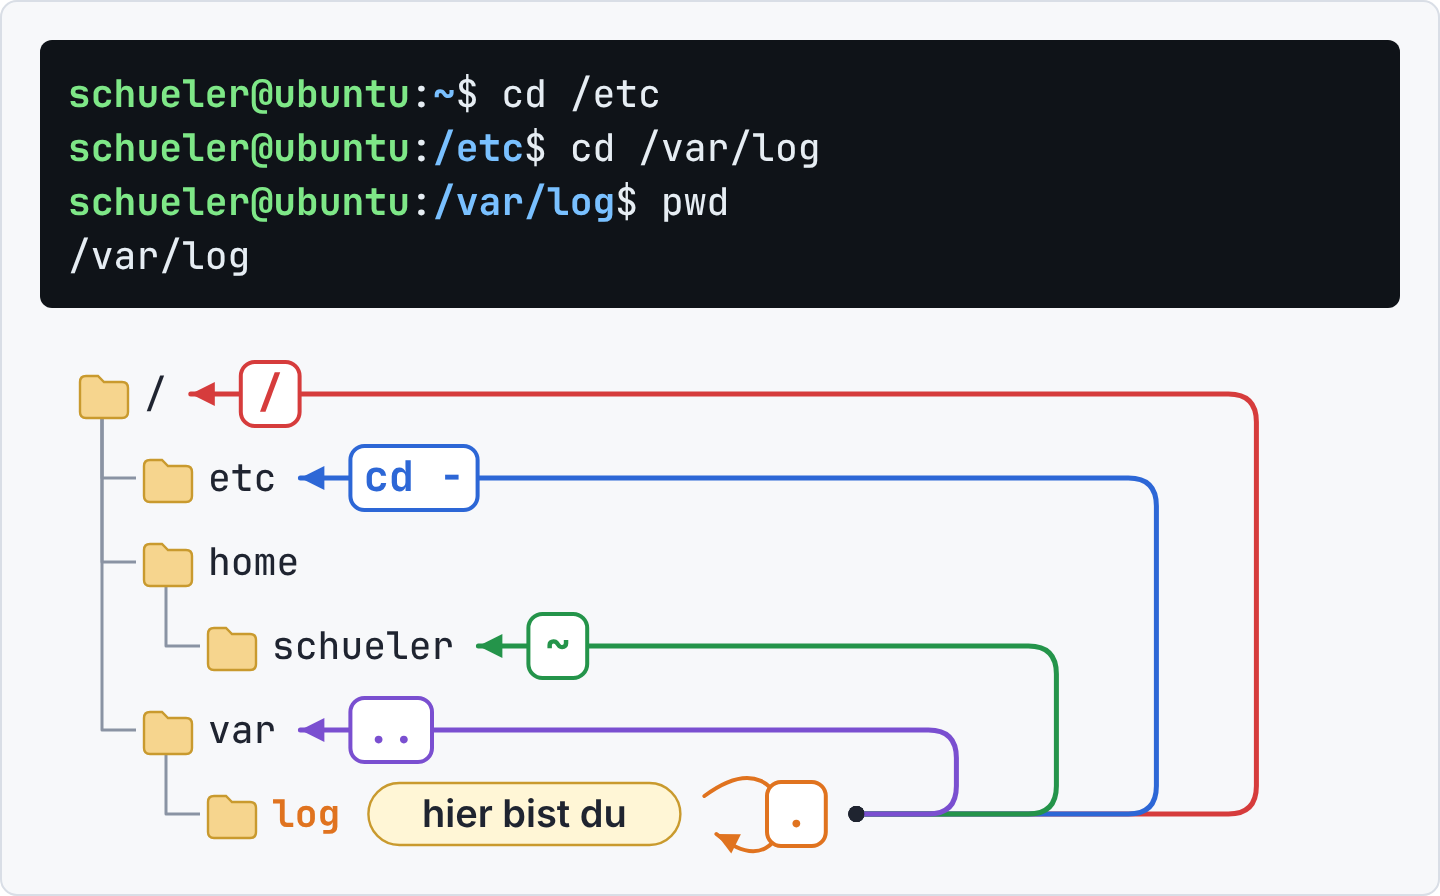 schueler@ubuntu:~$ cd /etc
schueler@ubuntu:/etc$ cd /var/log
schueler@ubuntu:/var/log$ pwd
/var/log
/ /
etc cd -
home
schueler ~
var ..
log hier bist du .